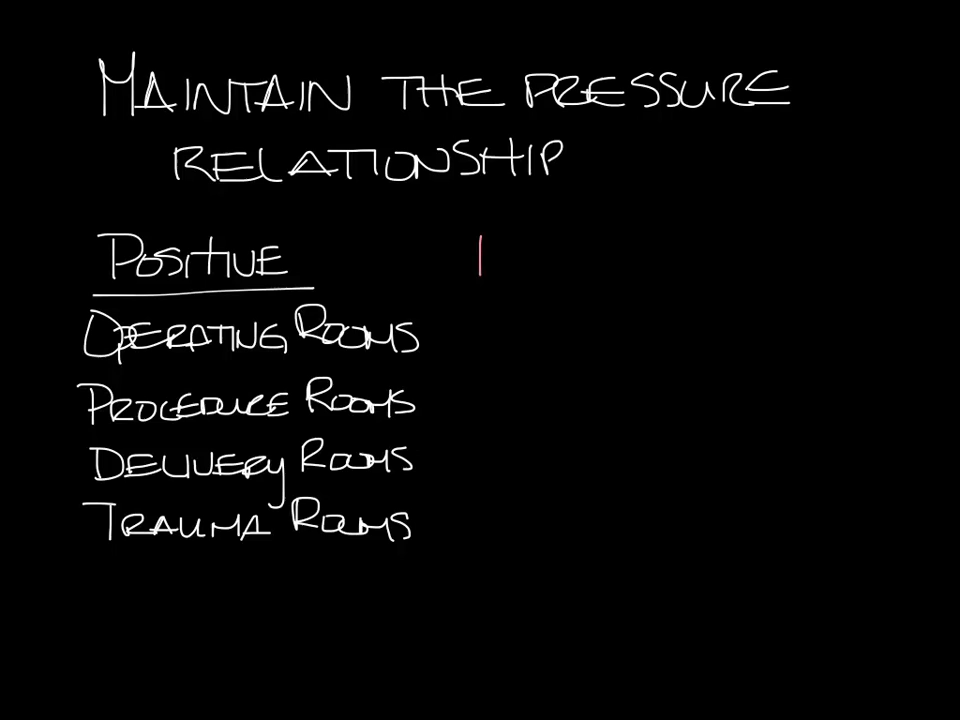 MAINTAIN THE PRESSURE
RELATIONSHIP
POSITIVE
OPERATING ROOMS
PROCEDURE ROOMS
DELIVERY ROOMS
TRAUMA ROOMS